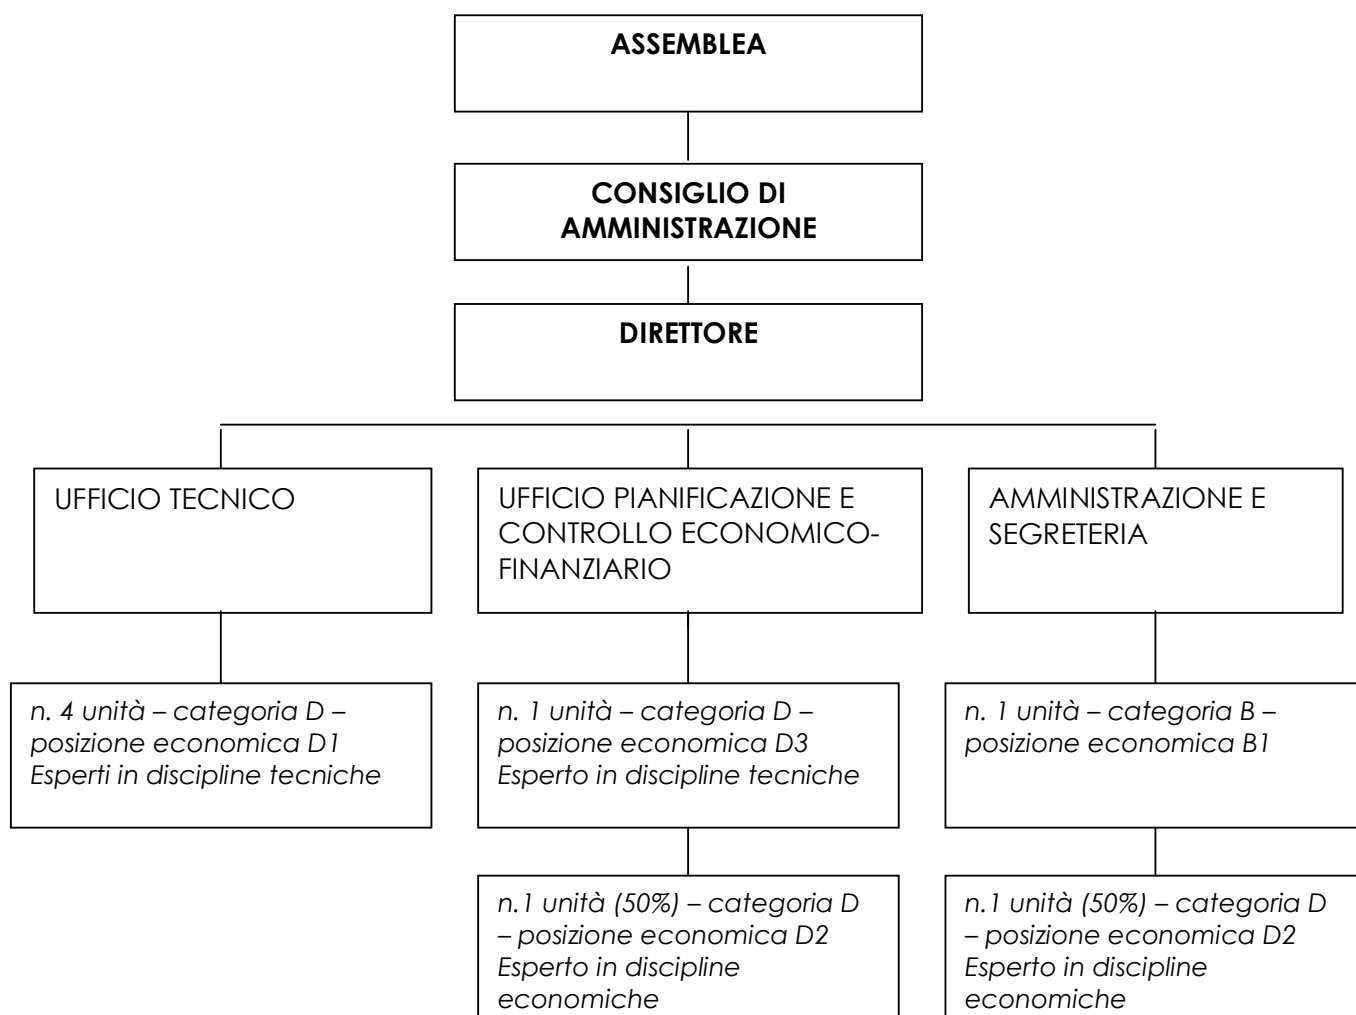 ASSEMBLEA
CONSIGLIO DI
AMMINISTRAZIONE
DIRETTORE
UFFICIO TECNICO
UFFICIO PIANIFICAZIONE E
CONTROLLO ECONOMICO-
FINANZIARIO
AMMINISTRAZIONE E
SEGRETERIA
n. 4 unità – categoria D –
posizione economica D1
Esperti in discipline tecniche
n. 1 unità – categoria D –
posizione economica D3
Esperto in discipline tecniche
n. 1 unità – categoria B –
posizione economica B1
n.1 unità (50%) – categoria D
– posizione economica D2
Esperto in discipline
economiche
n.1 unità (50%) – categoria D
– posizione economica D2
Esperto in discipline
economiche